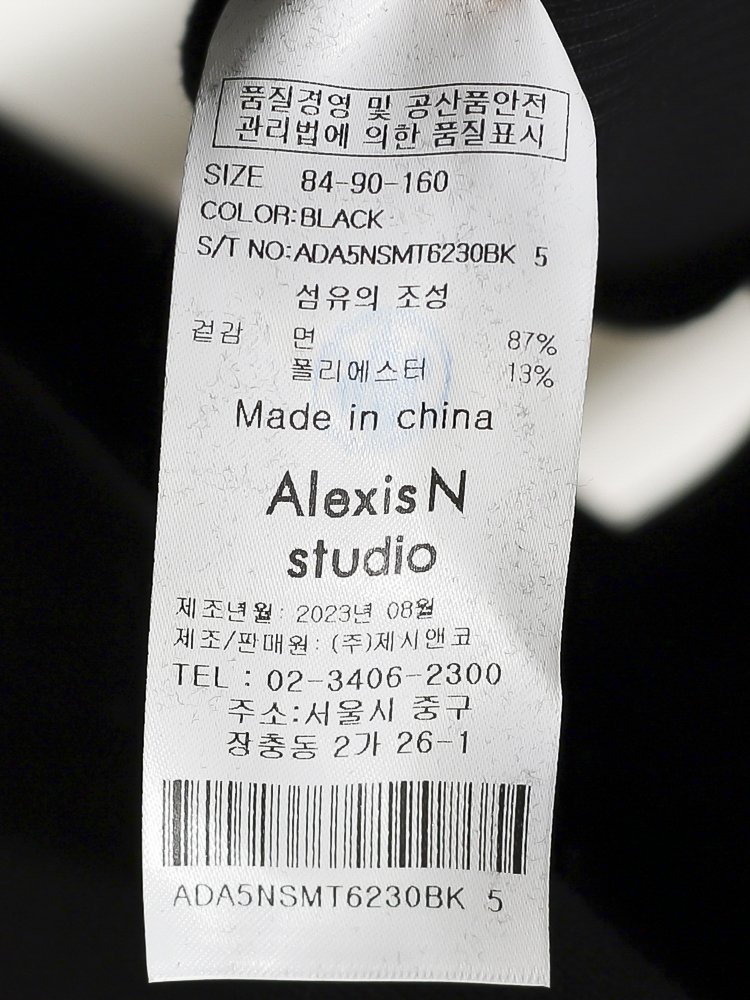 품질경영 및 공산품안전
관리법에 의한 품질표시
SIZE 84-90-160
COLOR:BLACK
S/T NO:ADA5NSMT6230BK 5
섬유의 조성
겉감 면 87%
폴리에스터 13%
Made in china
AlexisN
studio
제조년월: 2023년 08월
제조/판매원: (주)제시앤코
TEL : 02-3406-2300
주소:서울시 중구
장충동 2가 26-1
ADA5NSMT6230BK 5